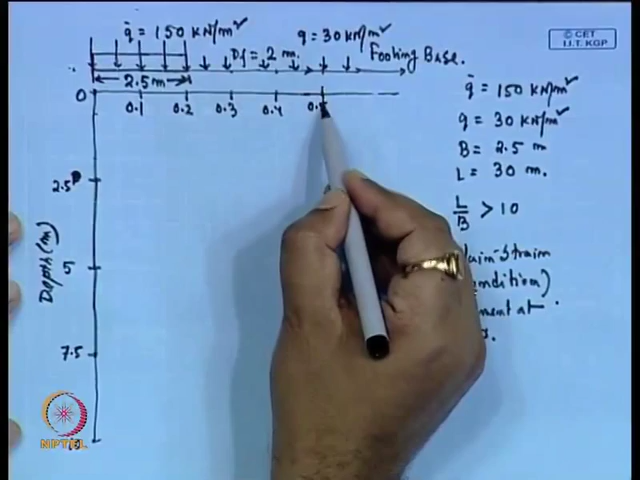 q̄ = 150 KN/m² q = 30 KN/m²
Df = 2 m. Footing Base.
2.5 m
0
0.1 0.2 0.3 0.4
2.5
5
7.5
Depth (m)
q̄ = 150 KN/m²
q = 30 KN/m²
B = 2.5 m
L = 30 m.
L/B > 10
-strain
© CET
I.I.T. KGP
NPTEL